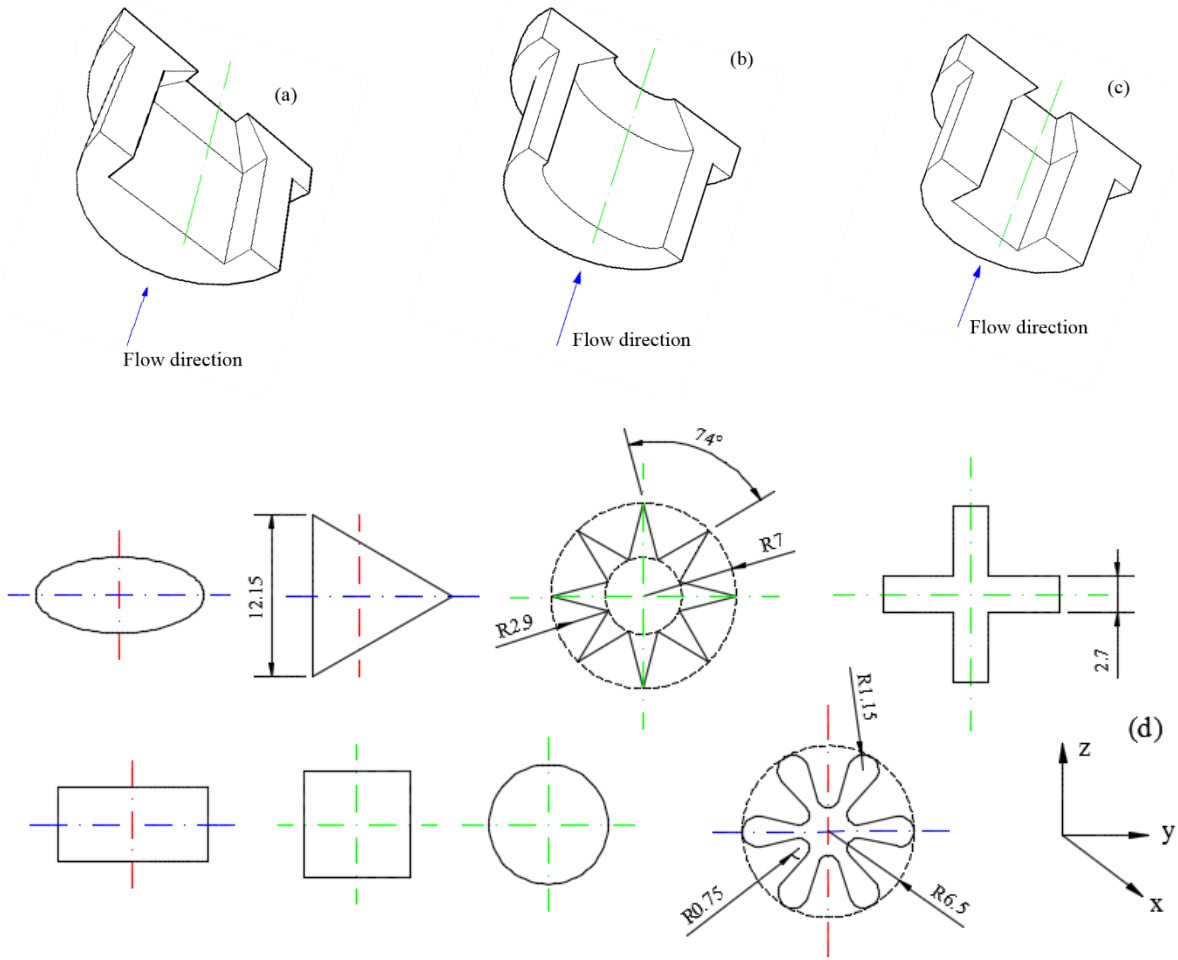 (a)
(b)
(c)
Flow direction
Flow direction
Flow direction
74°
R7
12.15
R2.9
2.7
R1.15
(d)
z
y
x
R0.75
R6.5